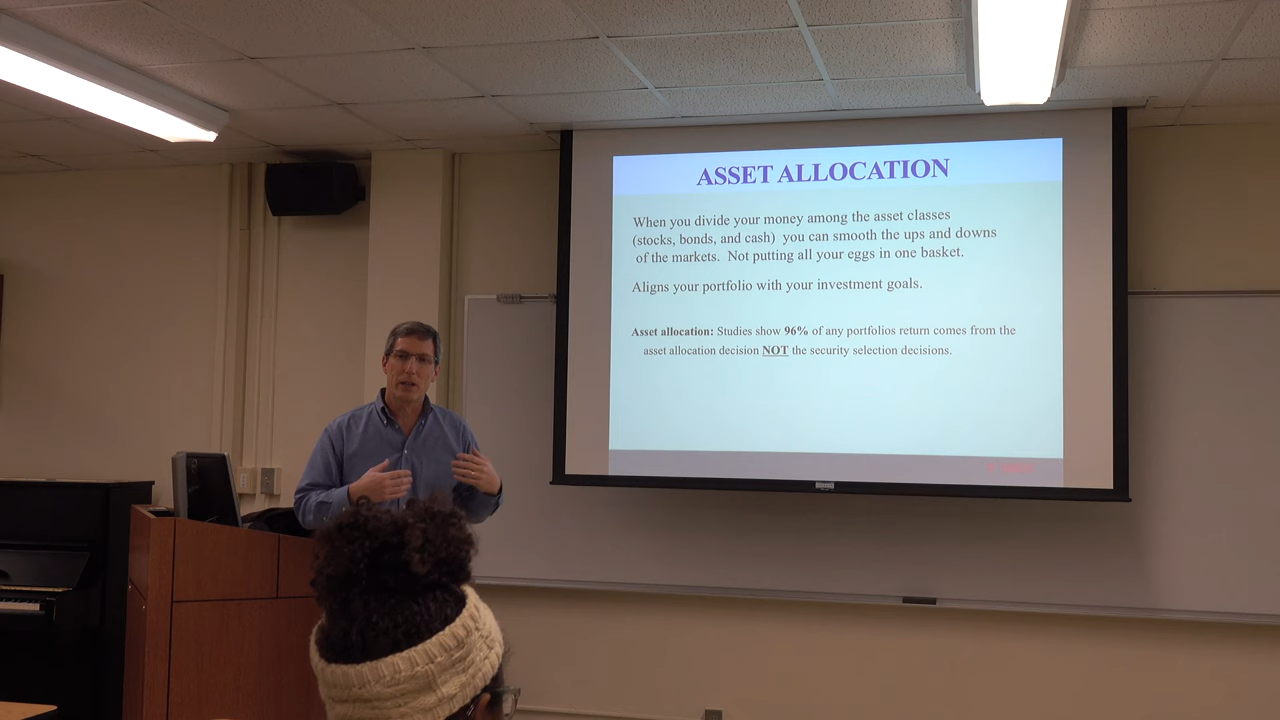 ASSET ALLOCATION
When you divide your money among the asset classes
(stocks, bonds, and cash) you can smooth the ups and downs
of the markets. Not putting all your eggs in one basket.
Aligns your portfolio with your investment goals.
Asset allocation: Studies show 96% of any portfolios return comes from the
asset allocation decision NOT the security selection decisions.